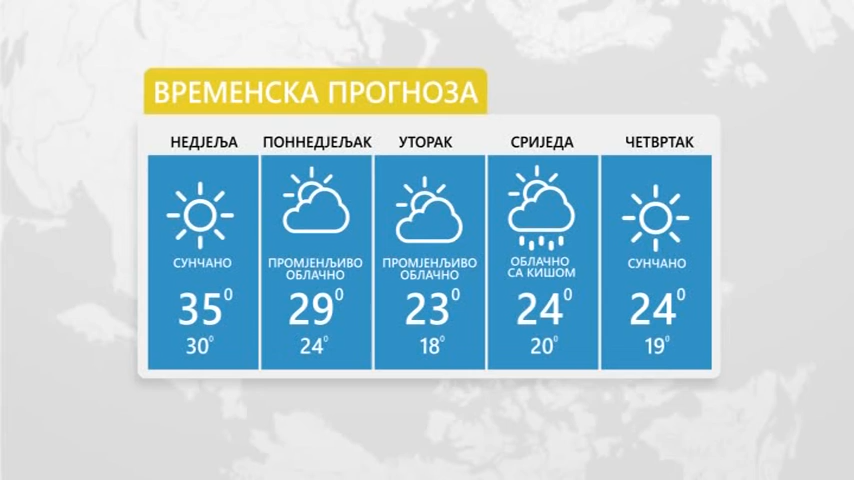 ВРЕМЕНСКА ПРОГНОЗА
НЕДЈЕЉА
СУНЧАНО
35⁰
30⁰
ПОННЕДЈЕЉАК
ПРОМЈЕНЉИВО
ОБЛАЧНО
29⁰
24⁰
УТОРАК
ПРОМЈЕНЉИВО
ОБЛАЧНО
23⁰
18⁰
СРИЈЕДА
ОБЛАЧНО
СА КИШОМ
24⁰
20⁰
ЧЕТВРТАК
СУНЧАНО
24⁰
19⁰